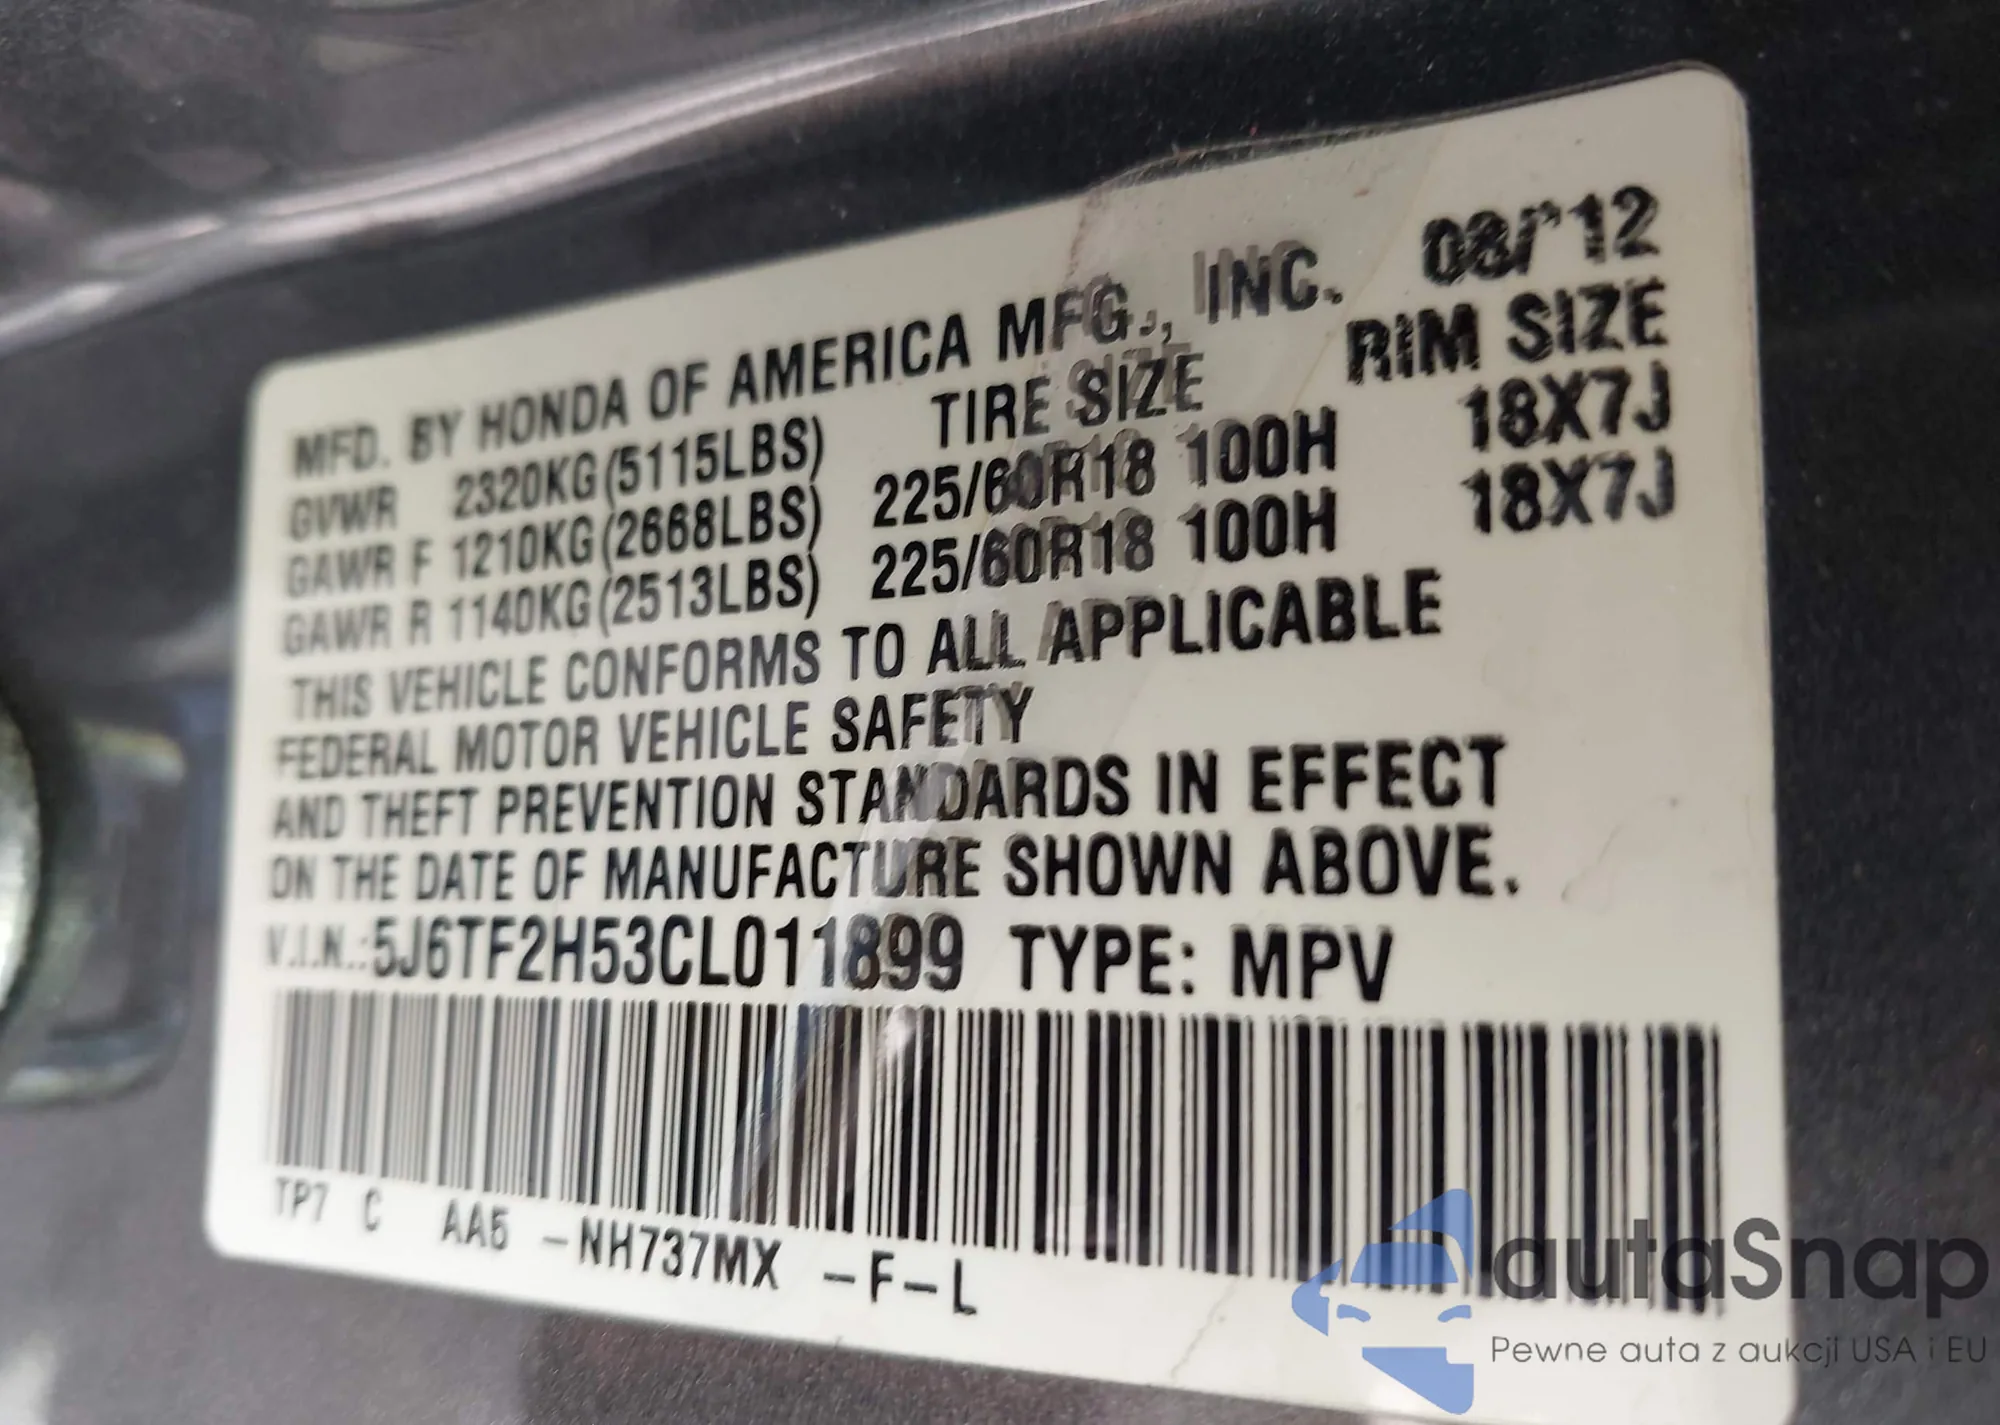 MFD. BY HONDA OF AMERICA MFG., INC. 08/'12
GVWR 2320KG(5115LBS) TIRE SIZE RIM SIZE
GAWR F 1210KG(2668LBS) 225/60R18 100H 18X7J
GAWR R 1140KG(2513LBS) 225/60R18 100H 18X7J
THIS VEHICLE CONFORMS TO ALL APPLICABLE
FEDERAL MOTOR VEHICLE SAFETY
AND THEFT PREVENTION STANDARDS IN EFFECT
ON THE DATE OF MANUFACTURE SHOWN ABOVE.
V.I.N.:5J6TF2H53CL011899 TYPE: MPV
TP7 C AA5 -NH737MX -F-L
autaSnap
Pewne auta z aukcji USA i EU